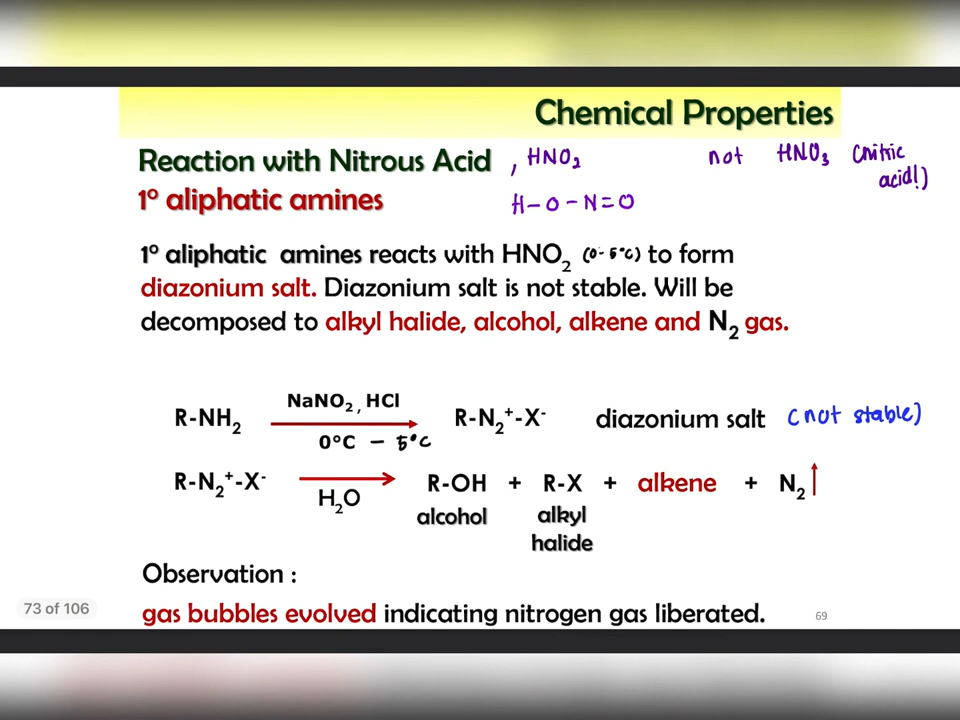 Chemical Properties
Reaction with Nitrous Acid , HNO2 not HNO3 (nitric acid!)
1° aliphatic amines H-O-N=O
1° aliphatic amines reacts with HNO2 (0-5°C) to form
diazonium salt. Diazonium salt is not stable. Will be
decomposed to alkyl halide, alcohol, alkene and N2 gas.
NaNO2, HCl
R-NH2 R-N2+-X- diazonium salt (not stable)
0°C - 5°C
R-N2+-X- R-OH + R-X + alkene + N2
H2O
alcohol alkyl
halide
Observation :
73 of 106
gas bubbles evolved indicating nitrogen gas liberated.
69